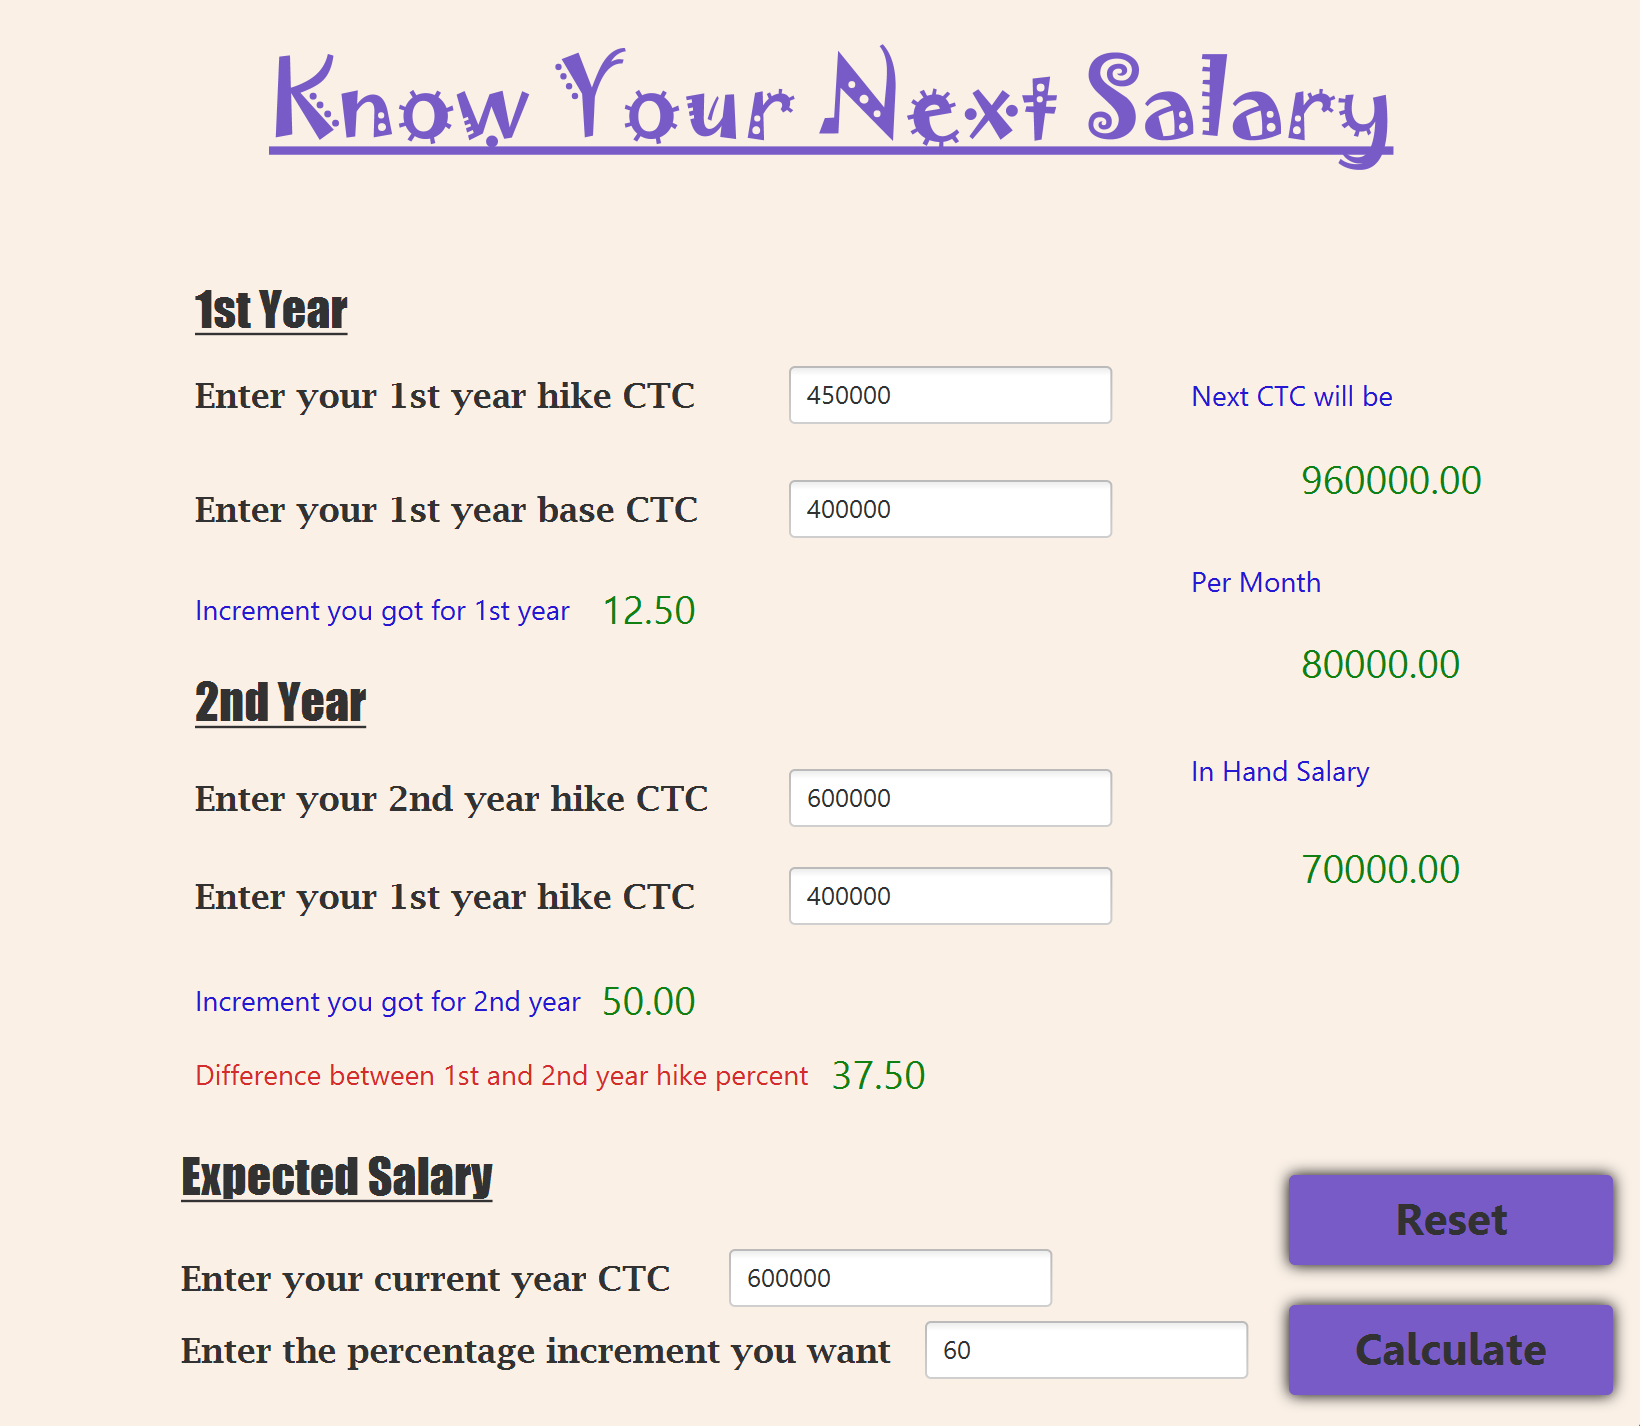 Know Your Next Salary
1st Year
Enter your 1st year hike CTC 450000
Next CTC will be
960000.00
Enter your 1st year base CTC 400000
Per Month
Increment you got for 1st year 12.50
80000.00
2nd Year
In Hand Salary
Enter your 2nd year hike CTC 600000
70000.00
Enter your 1st year hike CTC 400000
Increment you got for 2nd year 50.00
Difference between 1st and 2nd year hike percent 37.50
Expected Salary
Reset
Enter your current year CTC 600000
Enter the percentage increment you want 60
Calculate